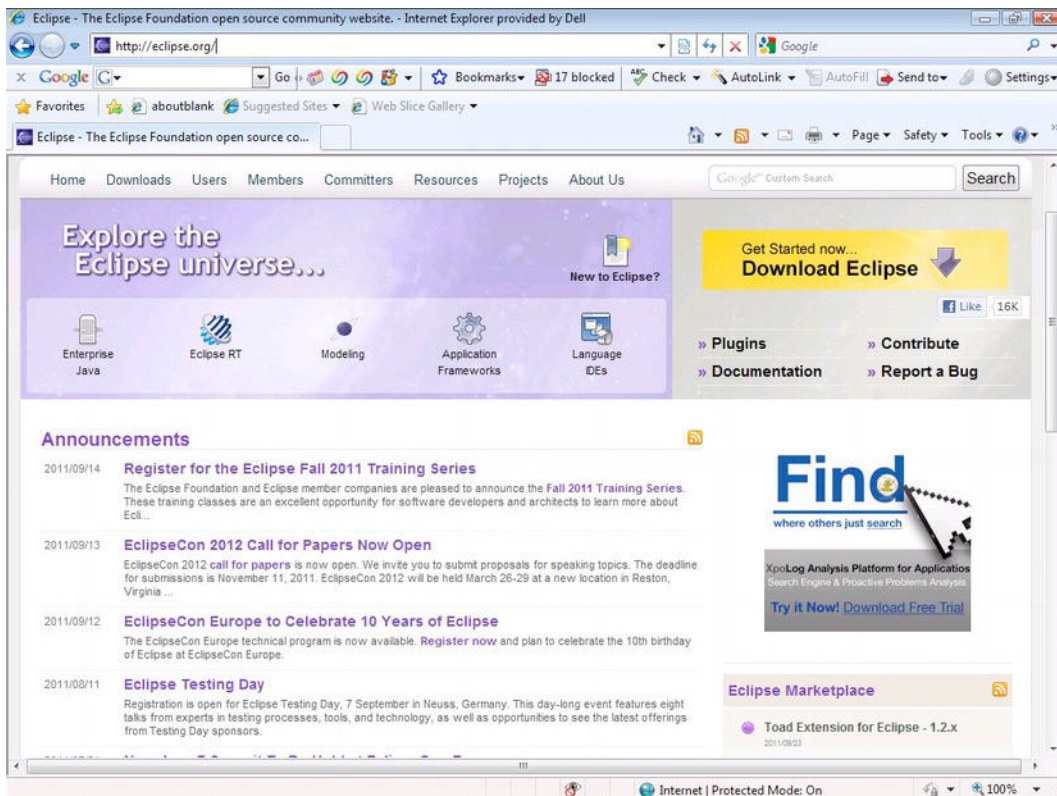 Eclipse - The Eclipse Foundation open source community website. - Internet Explorer provided by Dell
http://eclipse.org/
Google
x Google G
Go
Bookmarks
17 blocked
ABC Check
AutoLink
AutoFill
Send to
Settings
Favorites
aboutblank
Suggested Sites
Web Slice Gallery
Eclipse - The Eclipse Foundation open source co...
Page
Safety
Tools
Home Downloads Users Members Committers Resources Projects About Us
Google™ Custom Search
Search
Explore the
Eclipse universe...
New to Eclipse?
Enterprise
Java
Eclipse RT
Modeling
Application
Frameworks
Language
IDEs
Get Started now...
Download Eclipse
Like 16K
» Plugins
» Contribute
» Documentation
» Report a Bug
Announcements
2011/09/14 Register for the Eclipse Fall 2011 Training Series
The Eclipse Foundation and Eclipse member companies are pleased to announce the Fall 2011 Training Series.
These training classes are an excellent opportunity for software developers and architects to learn more about
Ecli...
2011/09/13 EclipseCon 2012 Call for Papers Now Open
EclipseCon 2012 call for papers is now open. We invite you to submit proposals for speaking topics. The deadline
for submissions is November 11, 2011. EclipseCon 2012 will be held March 26-29 at a new location in Reston,
Virginia ...
2011/09/12 EclipseCon Europe to Celebrate 10 Years of Eclipse
The EclipseCon Europe technical program is now available. Register now and plan to celebrate the 10th birthday
of Eclipse at EclipseCon Europe.
2011/08/11 Eclipse Testing Day
Registration is open for Eclipse Testing Day, 7 September in Neuss, Germany. This day-long event features eight
talks from experts in testing processes, tools, and technology, as well as opportunities to see the latest offerings
from Testing Day sponsors.
Find
where others just search
XpoLog Analysis Platform for Applicatios
Search Engine & Proactive Problems Analysis
Try it Now! Download Free Trial
Eclipse Marketplace
Toad Extension for Eclipse - 1.2.x
2011/09/23
Internet | Protected Mode: On
100%